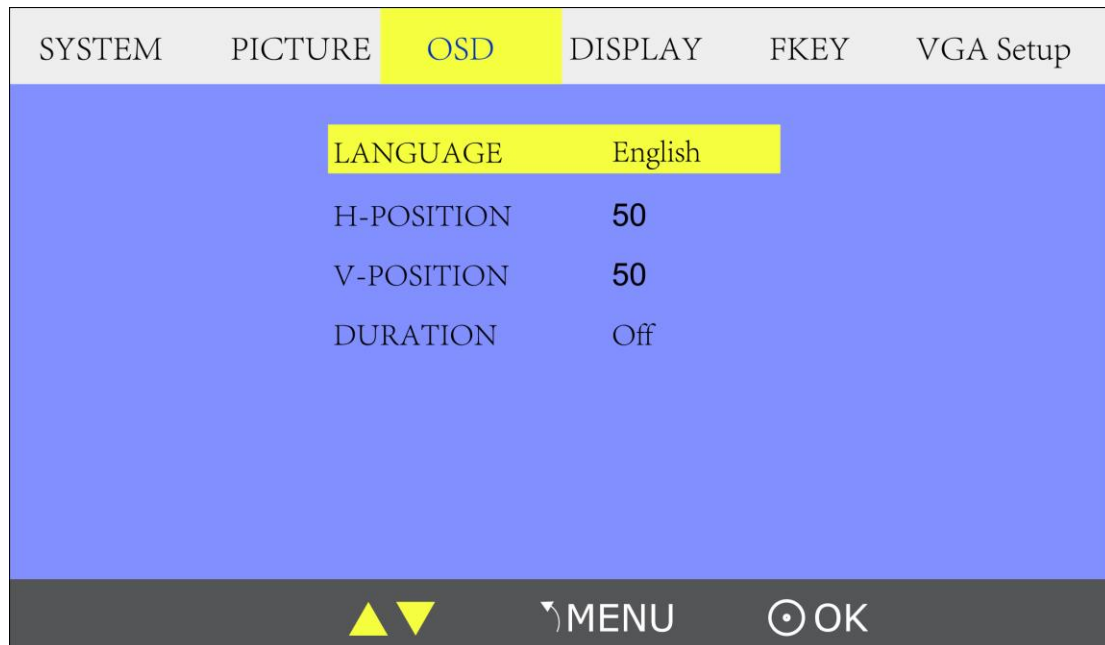 SYSTEM PICTURE OSD DISPLAY FKEY VGA Setup
LANGUAGE English
H-POSITION 50
V-POSITION 50
DURATION Off
MENU OK